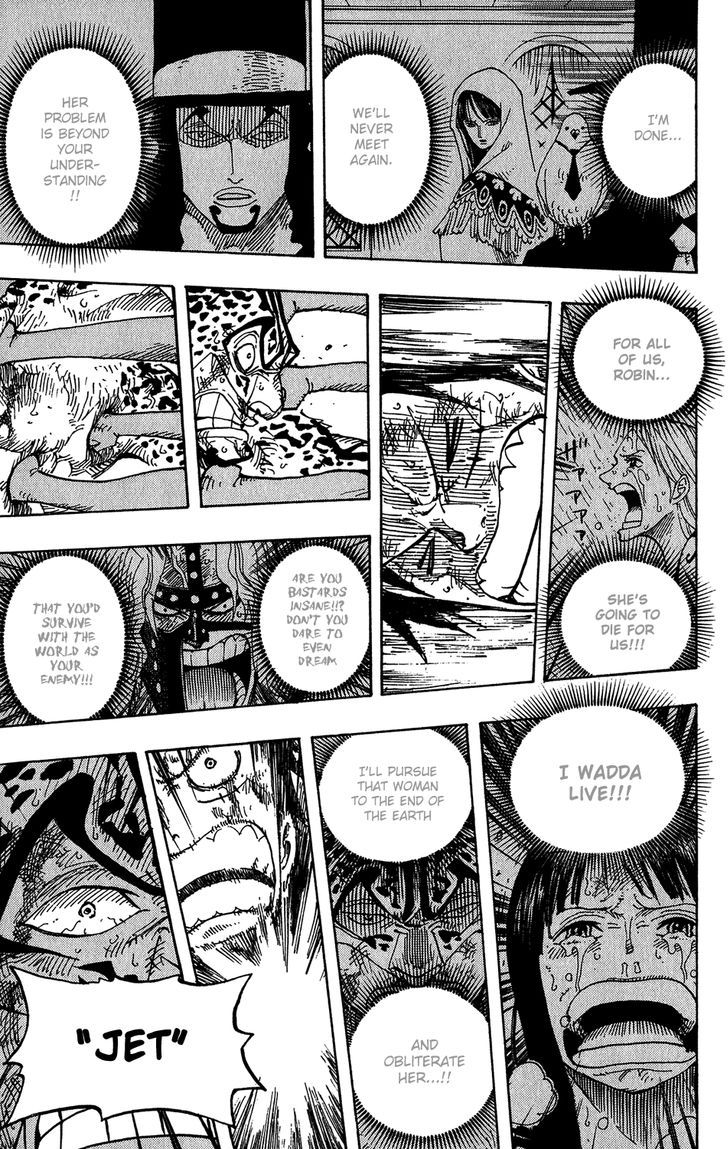 I'M
DONE...
WE'LL
NEVER
MEET
AGAIN.
HER
PROBLEM
IS BEYOND
YOUR
UNDER-
STANDING
!!
FOR ALL
OF US,
ROBIN...
SHE'S
GOING TO
DIE FOR
US!!!
ARE YOU
BASTARDS
INSANE!!?
DON'T YOU
DARE TO
EVEN
DREAM
THAT YOU'D
SURVIVE
WITH THE
WORLD AS
YOUR
ENEMY!!!
I WADDA
LIVE!!!
I'LL PURSUE
THAT WOMAN
TO THE END OF
THE EARTH
AND
OBLITERATE
HER...!!
"JET"